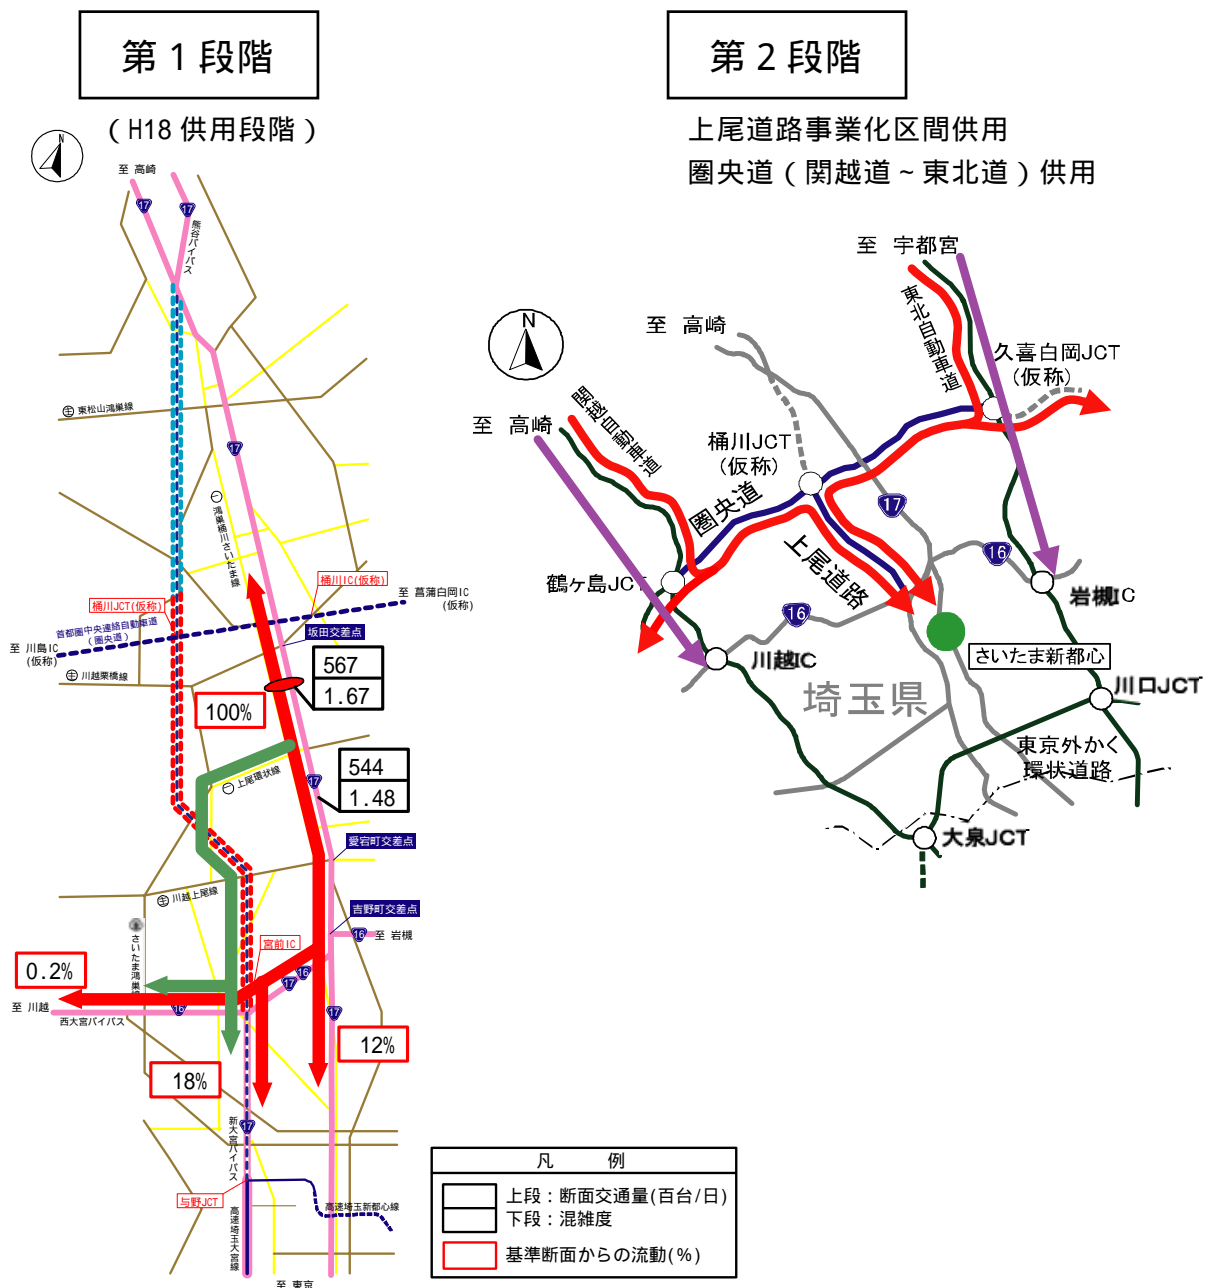 第1段階
(H18 供用段階)
至 高崎
17
17
熊谷バイパス
主 東松山鴻巣線
17
一 鴻巣桶川さいたま線
桶川IC(仮称)
至 菖蒲白岡IC
(仮称)
桶川JCT(仮称)
首都圏中央連絡自動車道
(圏央道)
至 川島IC
(仮称)
坂田交差点
主 川越栗橋線
567
1.67
100%
544
1.48
17
一 上尾環状線
愛宕町交差点
主 川越上尾線
吉野町交差点
16
至 岩槻
さいたま鴻巣線
宮前IC
0.2%
16
17
至 川越
16
西大宮バイパス
17
12%
18%
新大宮バイパス
17
与野JCT
高速埼玉新都心線
高速埼玉大宮線
至 東京
第2段階
上尾道路事業化区間供用
圏央道(関越道~東北道)供用
至 宇都宮
東北自動車道
至 高崎
久喜白岡JCT
(仮称)
関越自動車道
至 高崎
桶川JCT
(仮称)
圏央道
17
上尾道路
16
鶴ヶ島JCT
16
岩槻IC
川越IC
さいたま新都心
埼玉県
川口JCT
東京外かく
環状道路
大泉JCT
凡 例
上段:断面交通量(百台/日)
下段:混雑度
基準断面からの流動(%)
N